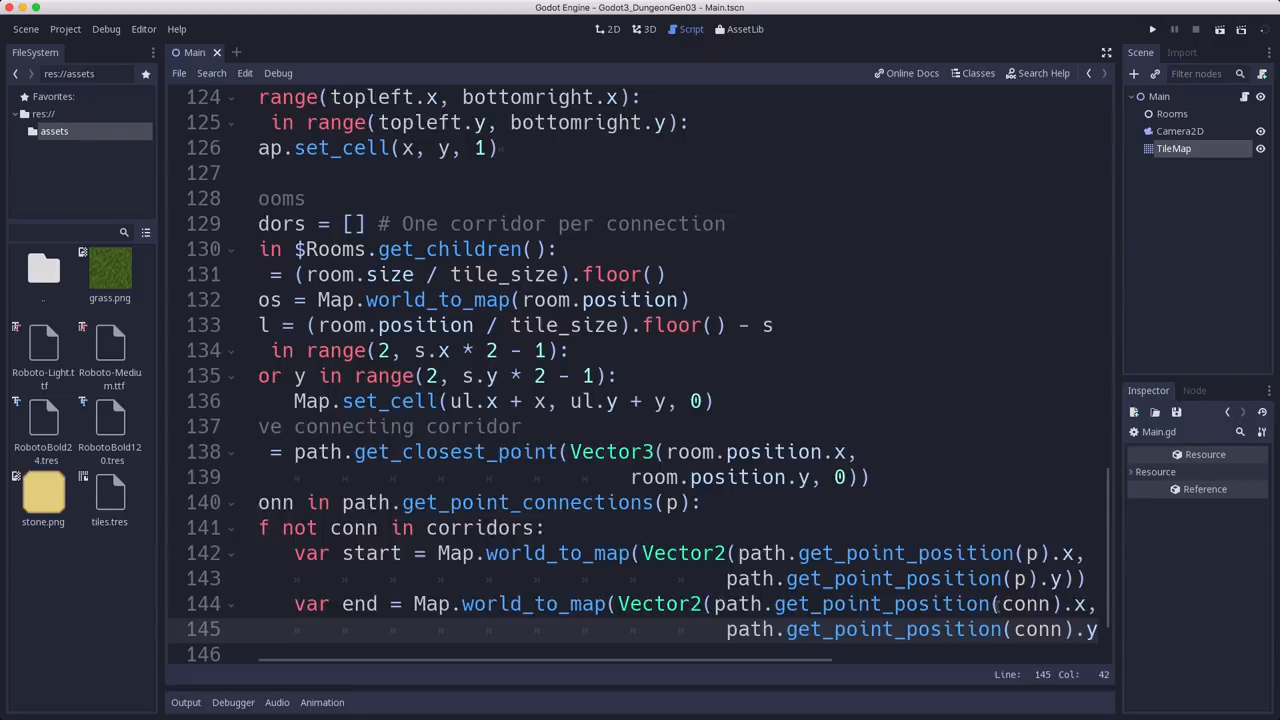 Godot Engine - Godot3_DungeonGen03 - Main.tscn
Scene Project Debug Editor Help
2D 3D Script AssetLib
FileSystem
res://assets
Favorites:
res://
assets
..
grass.png
Roboto-Light.t
tf
Roboto-Mediu
m.ttf
RobotoBold2
4.tres
RobotoBold12
0.tres
stone.png
tiles.tres
Main
File Search Edit Debug
Online Docs Classes Search Help
124 range(topleft.x, bottomright.x):
125 in range(topleft.y, bottomright.y):
126 ap.set_cell(x, y, 1)
127
128 ooms
129 dors = [] # One corridor per connection
130 in $Rooms.get_children():
131 = (room.size / tile_size).floor()
132 os = Map.world_to_map(room.position)
133 l = (room.position / tile_size).floor() - s
134 in range(2, s.x * 2 - 1):
135 or y in range(2, s.y * 2 - 1):
136 Map.set_cell(ul.x + x, ul.y + y, 0)
137 ve connecting corridor
138 = path.get_closest_point(Vector3(room.position.x,
139 room.position.y, 0))
140 onn in path.get_point_connections(p):
141 f not conn in corridors:
142 var start = Map.world_to_map(Vector2(path.get_point_position(p).x,
143 path.get_point_position(p).y))
144 var end = Map.world_to_map(Vector2(path.get_point_position(conn).x,
145 path.get_point_position(conn).y
146
Line: 145 Col: 42
Output Debugger Audio Animation
Scene Import
Filter nodes
Main
Rooms
Camera2D
TileMap
Inspector Node
Main.gd
Resource
Resource
Reference